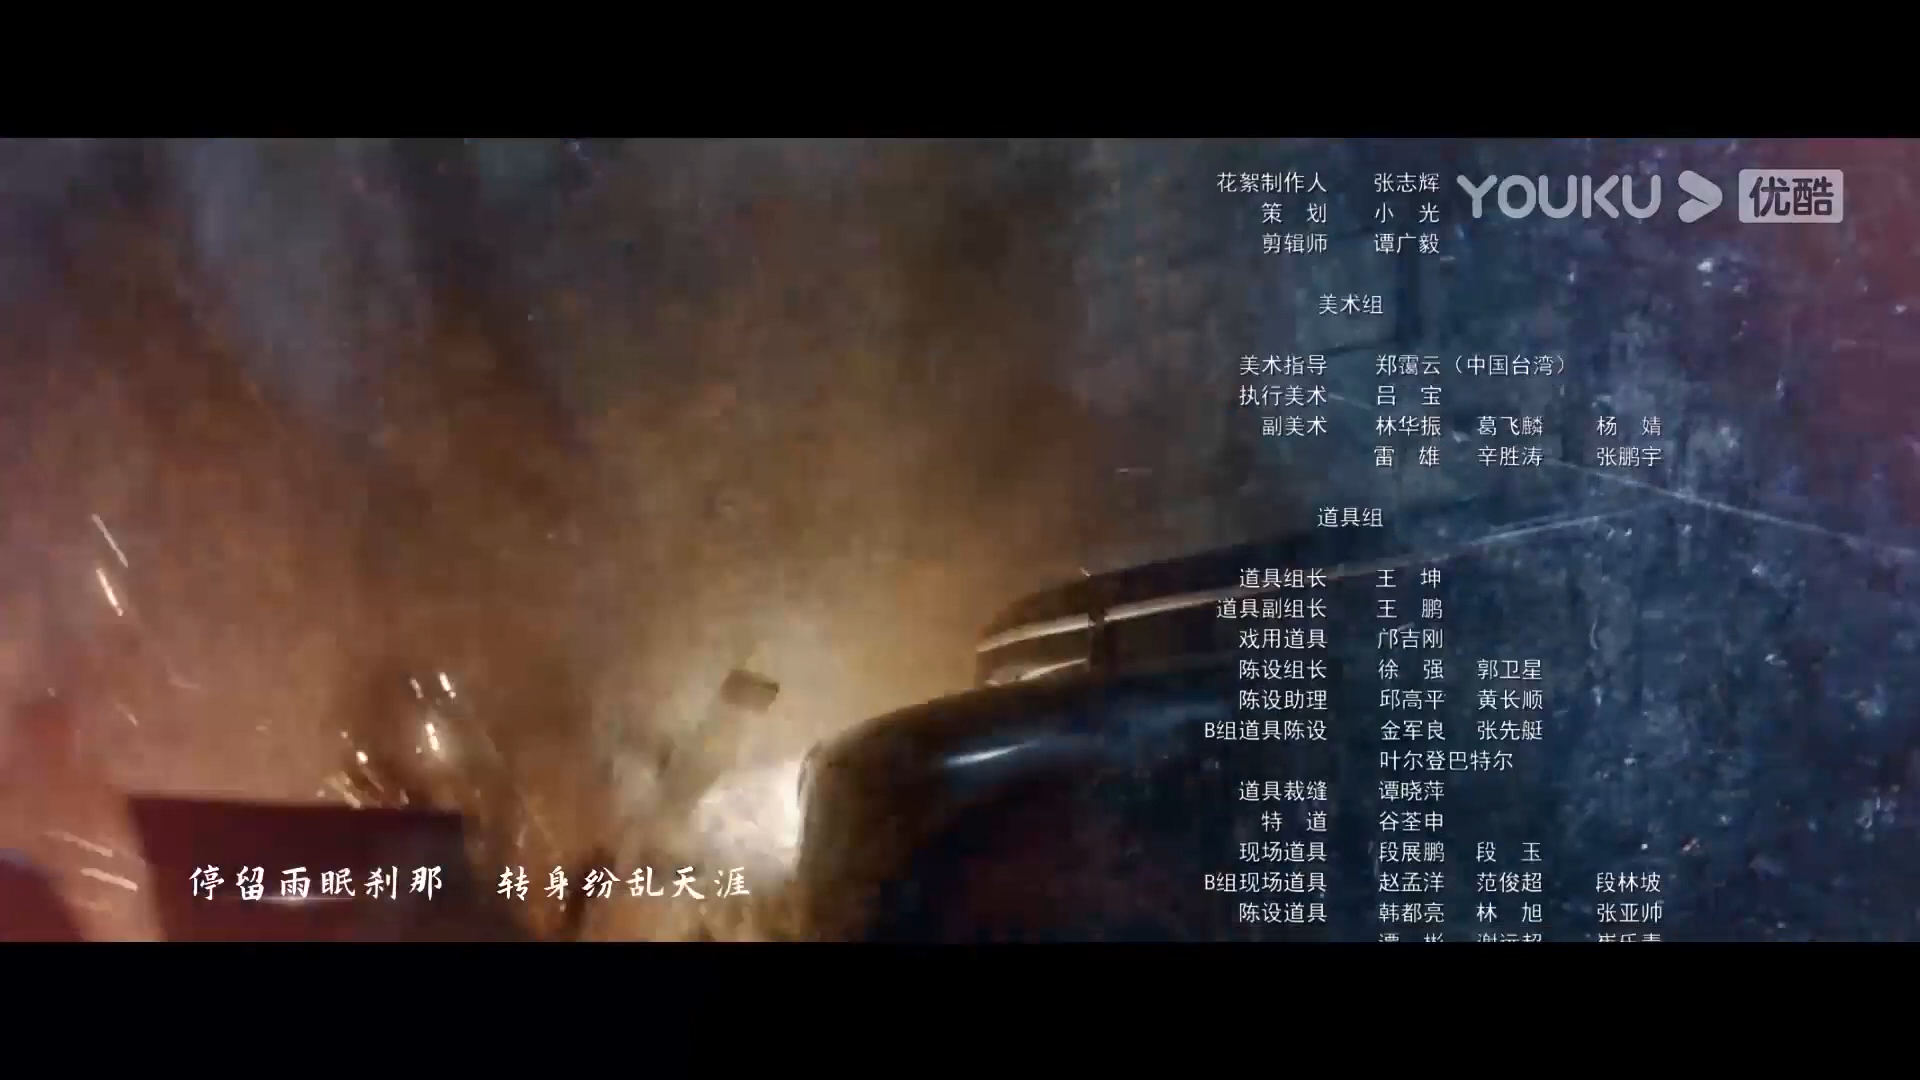 花絮制作人 张志辉
YOUKU 优酷
策 划 小 光
剪辑师 谭广毅
美术组
美术指导 郑霭云（中国台湾）
执行美术 吕 宝
副美术 林华振 葛飞麟 杨 婧
雷 雄 辛胜涛 张鹏宇
道具组
道具组长 王 坤
道具副组长 王 鹏
戏用道具 邝吉刚
陈设组长 徐 强 郭卫星
陈设助理 邱高平 黄长顺
B组道具陈设 金军良 张先艇
叶尔登巴特尔
道具裁缝 谭晓萍
特 道 谷荃申
现场道具 段展鹏 段 玉
B组现场道具 赵孟洋 范俊超 段林坡
陈设道具 韩都亮 林 旭 张亚帅
停留雨眠刹那 转身纷乱天涯